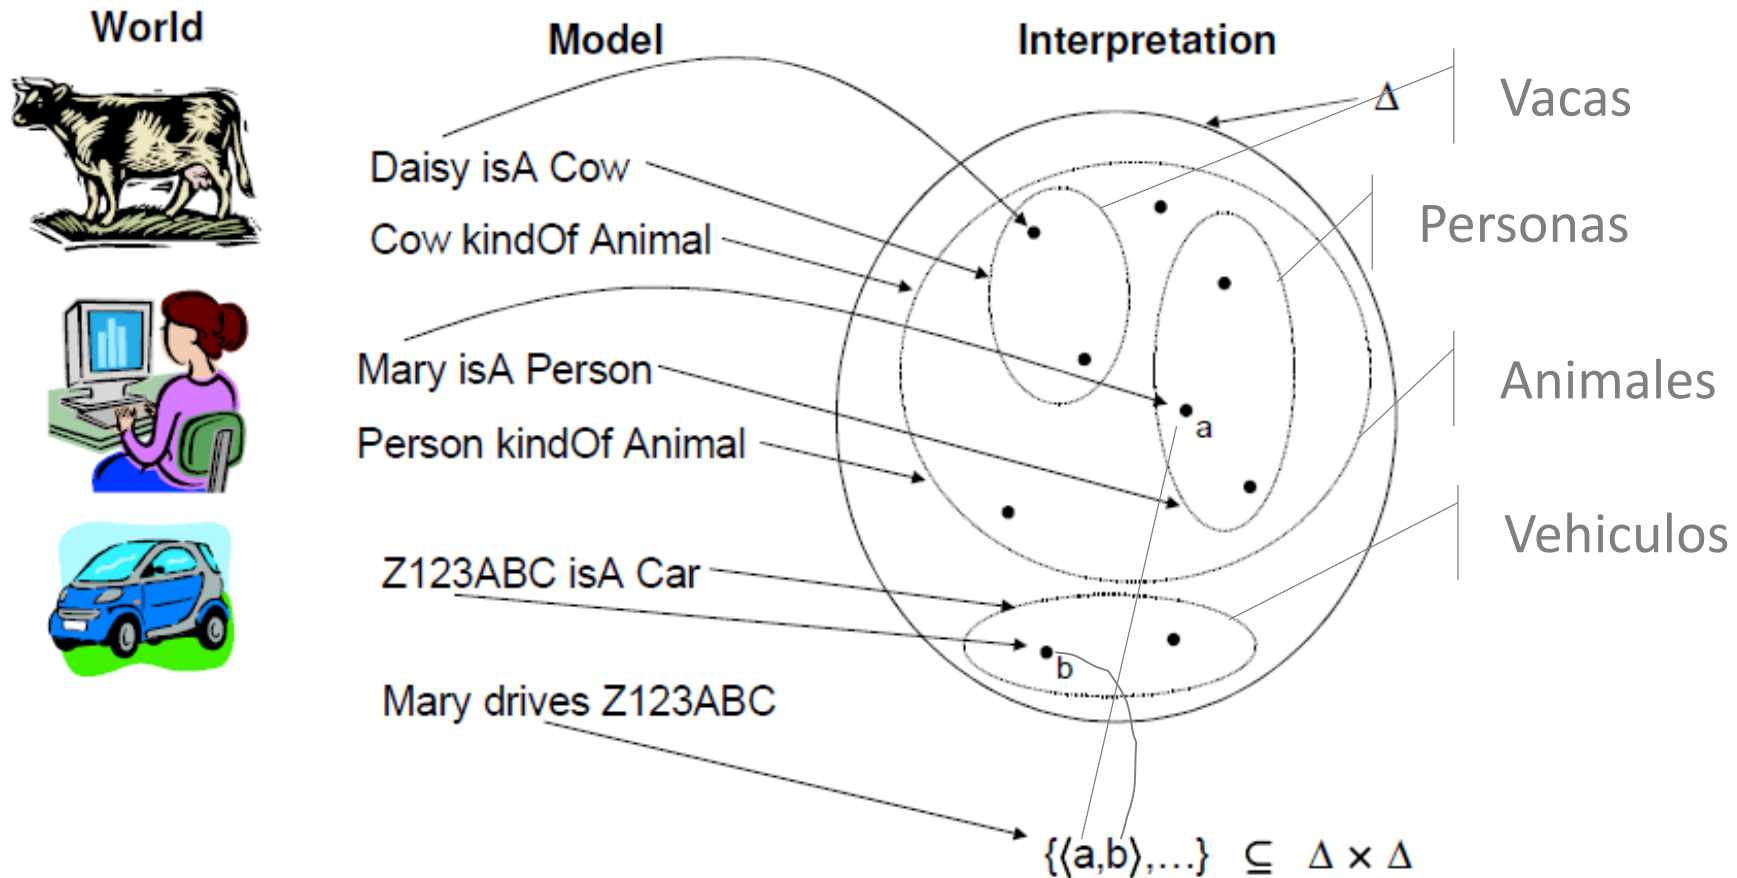 World
Model
Interpretation
Δ
Vacas
Daisy isA Cow
Cow kindOf Animal
Personas
Mary isA Person
Animales
a
Person kindOf Animal
Vehiculos
Z123ABC isA Car
b
Mary drives Z123ABC
{⟨a,b⟩,...} ⊆ Δ × Δ